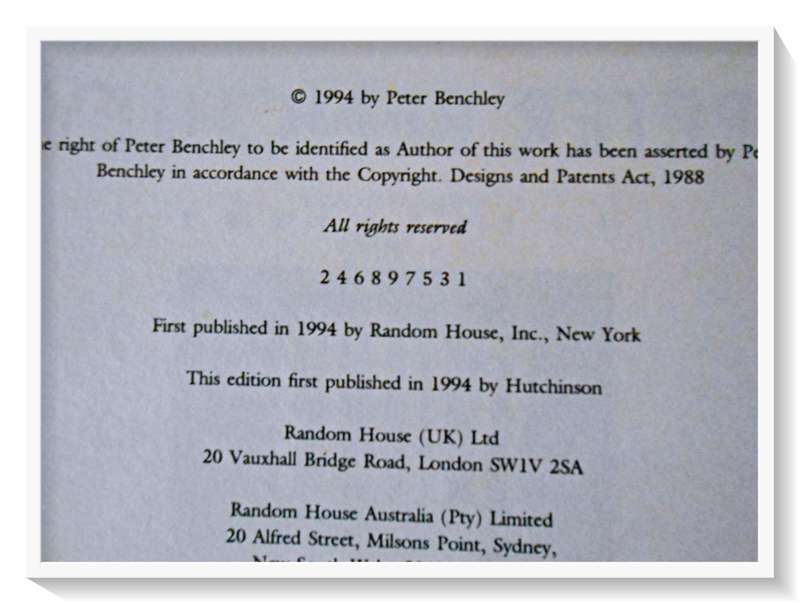 © 1994 by Peter Benchley
right of Peter Benchley to be identified as Author of this work has been asserted by
Benchley in accordance with the Copyright. Designs and Patents Act, 1988
All rights reserved
2 4 6 8 9 7 5 3 1
First published in 1994 by Random House, Inc., New York
This edition first published in 1994 by Hutchinson
Random House (UK) Ltd
20 Vauxhall Bridge Road, London SW1V 2SA
Random House Australia (Pty) Limited
20 Alfred Street, Milsons Point, Sydney,